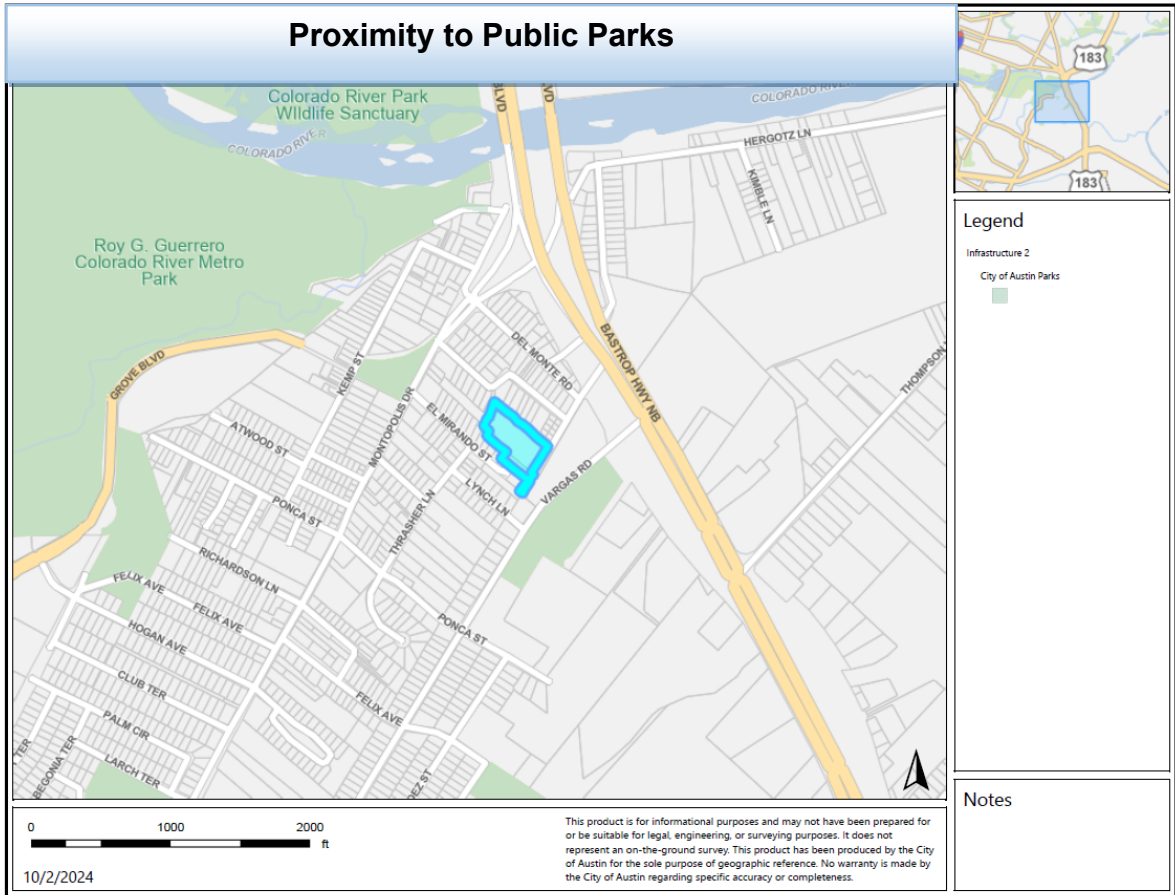 Proximity to Public Parks
183
183
Colorado River Park
WIldlife Sanctuary
BLVD
COLORADO RIVER
COLORADO RIVER
HERGOTZ LN
KIMBLE LN
Roy G. Guerrero
Colorado River Metro
Park
GROVE BLVD
KEMP ST
MONTOPOLIS DR
DEL MONTE RD
BASTROP HWY NB
EL MIRANDO ST
ATWOOD ST
LYNCH LN
VARGAS RD
THRASHER LN
PONCA ST
RICHARDSON LN
FELIX AVE
FELIX AVE
HOGAN AVE
PONCA ST
CLUB TER
FELIX AVE
PALM CIR
LARCH TER
BEGONIA TER
TER
DEZ ST
Legend
Infrastructure 2
City of Austin Parks
Notes
0 1000 2000
ft
10/2/2024
This product is for informational purposes and may not have been prepared for
or be suitable for legal, engineering, or surveying purposes. It does not
represent an on-the-ground survey. This product has been produced by the City
of Austin for the sole purpose of geographic reference. No warranty is made by
the City of Austin regarding specific accuracy or completeness.